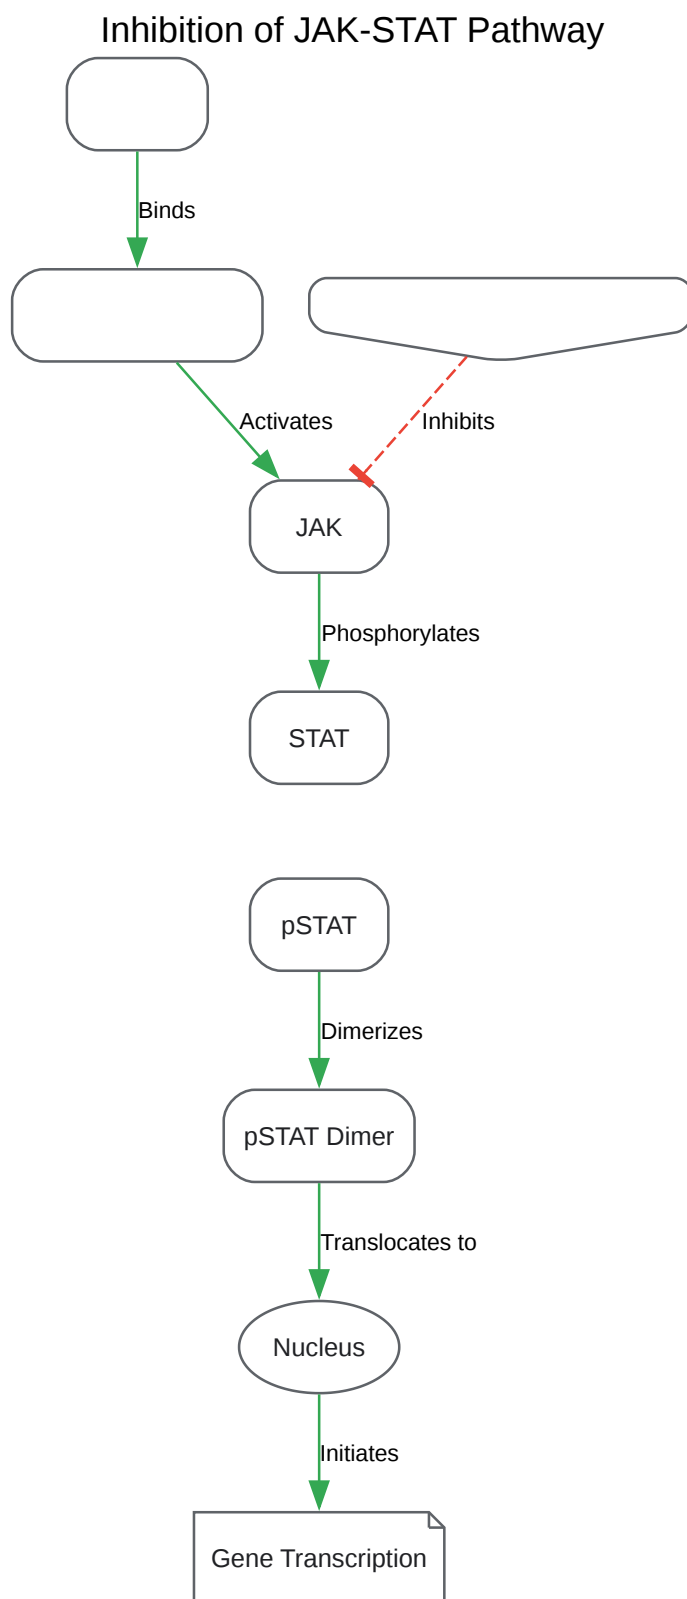 Inhibition of JAK-STAT Pathway
Binds
Activates
Inhibits
JAK
Phosphorylates
STAT
pSTAT
Dimerizes
pSTAT Dimer
Translocates to
Nucleus
Initiates
Gene Transcription